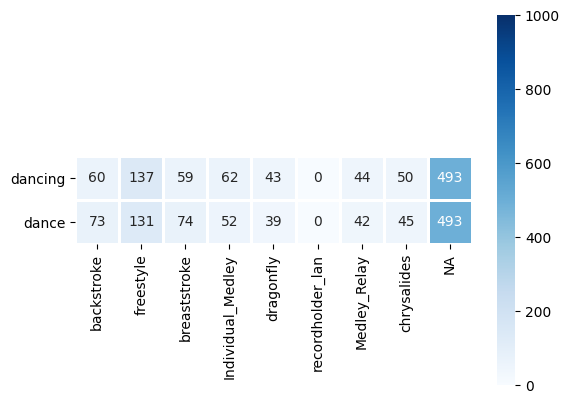 1000
800
600
400
200
0
dancing 60 137 59 62 43 0 44 50 493
dance 73 131 74 52 39 0 42 45 493
backstroke
freestyle
breaststroke
Individual_Medley
dragonfly
recordholder_lan
Medley_Relay
chrysalides
NA